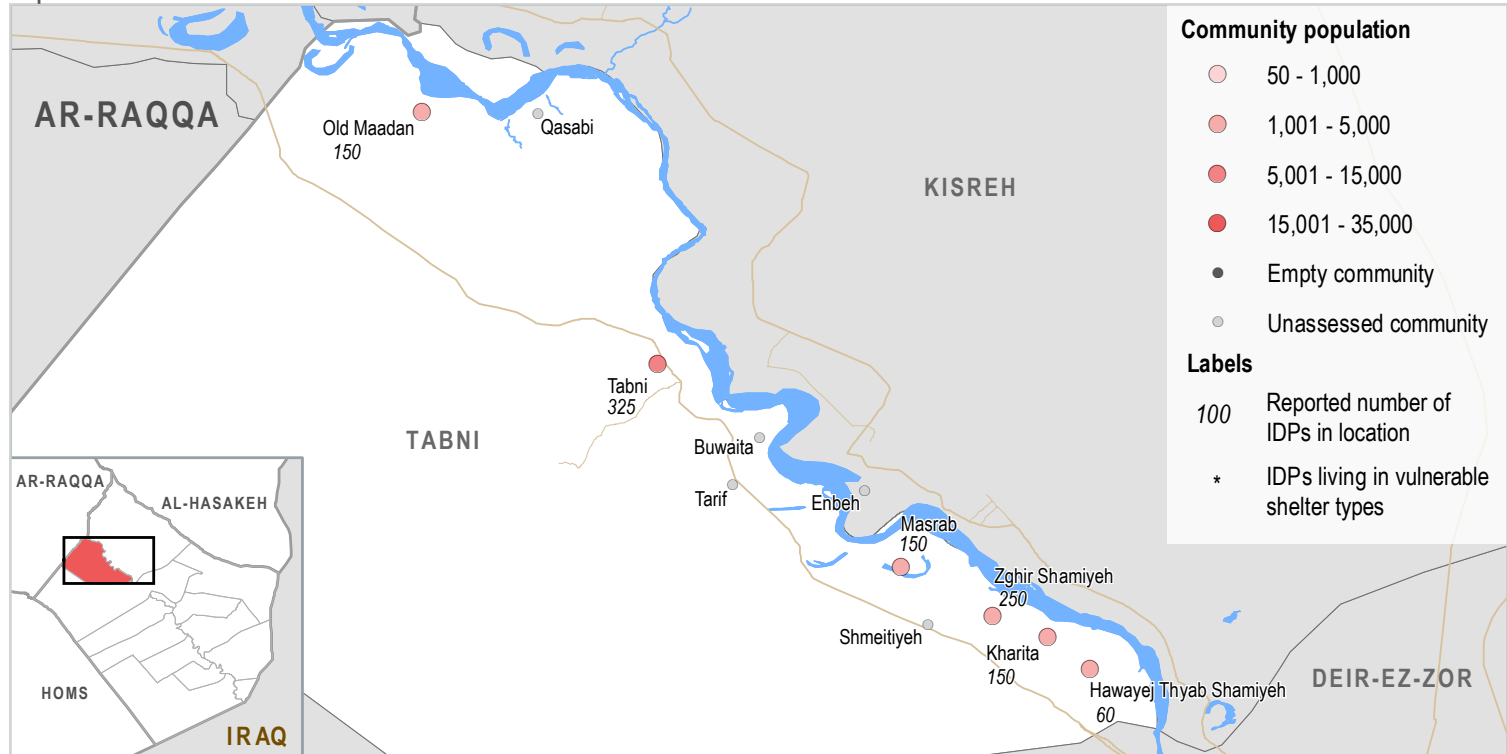 AR-RAQQA
Old Maadan
150
Qasabi
KISREH
Tabni
325
TABNI
Buwaita
Tarif
Enbeh
Masrab
150
Zghir Shamiyeh
250
Shmeitiyeh
Kharita
150
Hawayej Thyab Shamiyeh
60
DEIR-EZ-ZOR
Community population
50 - 1,000
1,001 - 5,000
5,001 - 15,000
15,001 - 35,000
Empty community
Unassessed community
Labels
100
Reported number of
IDPs in location
*
IDPs living in vulnerable
shelter types
AR-RAQQA
AL-HASAKEH
HOMS
IRAQ